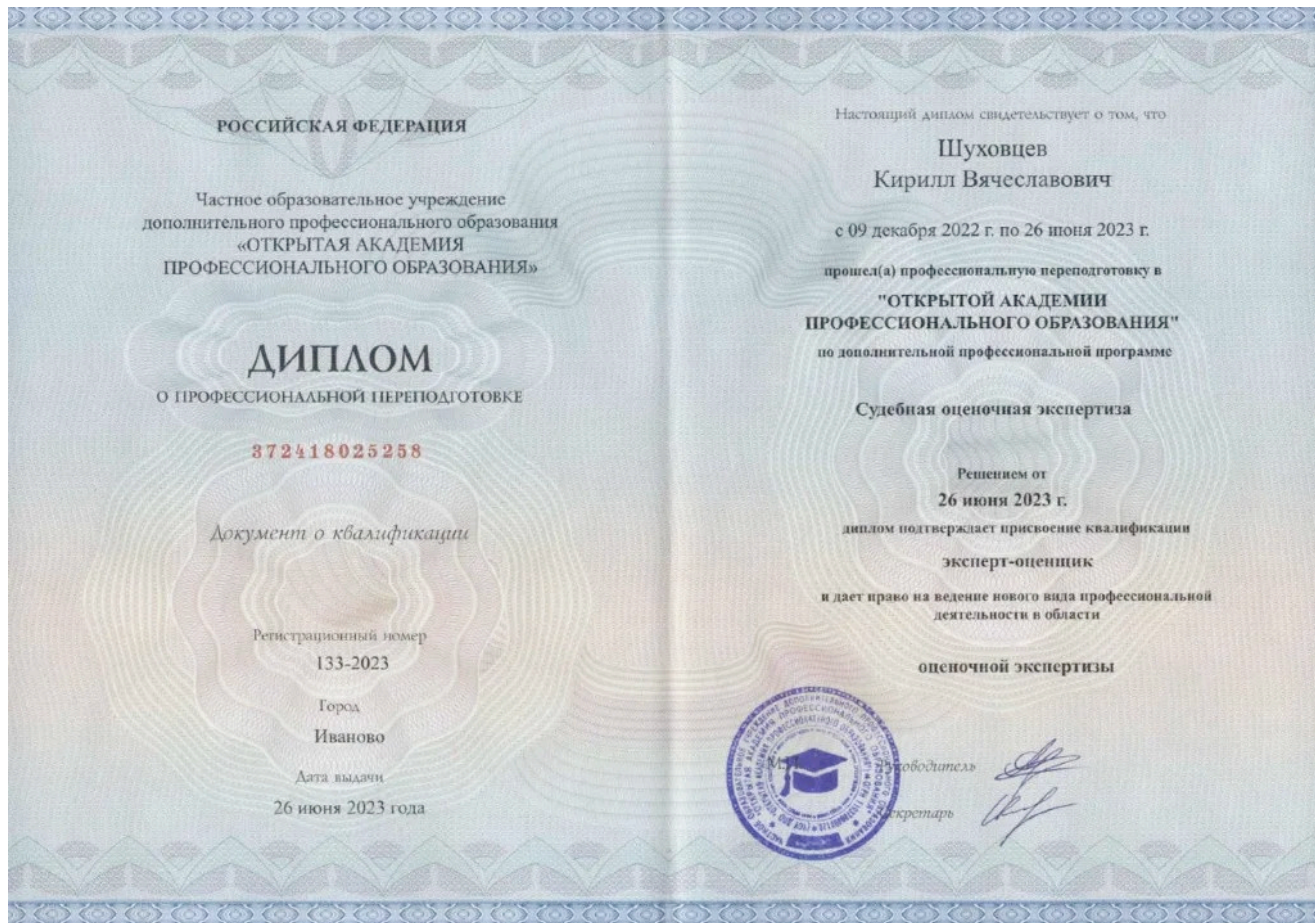 РОССИЙСКАЯ ФЕДЕРАЦИЯ
Частное образовательное учреждение
дополнительного профессионального образования
«ОТКРЫТАЯ АКАДЕМИЯ
ПРОФЕССИОНАЛЬНОГО ОБРАЗОВАНИЯ»
ДИПЛОМ
О ПРОФЕССИОНАЛЬНОЙ ПЕРЕПОДГОТОВКЕ
372418025258
Документ о квалификации
Регистрационный номер
133-2023
Город
Иваново
Дата выдачи
26 июня 2023 года
Настоящий диплом свидетельствует о том, что
Шуховцев
Кирилл Вячеславович
с 09 декабря 2022 г. по 26 июня 2023 г.
прошел(а) профессиональную переподготовку в
"ОТКРЫТОЙ АКАДЕМИИ
ПРОФЕССИОНАЛЬНОГО ОБРАЗОВАНИЯ"
по дополнительной профессиональной программе
Судебная оценочная экспертиза
Решением от
26 июня 2023 г.
диплом подтверждает присвоение квалификации
эксперт-оценщик
и дает право на ведение нового вида профессиональной
деятельности в области
оценочной экспертизы
М.П.
Руководитель
Секретарь